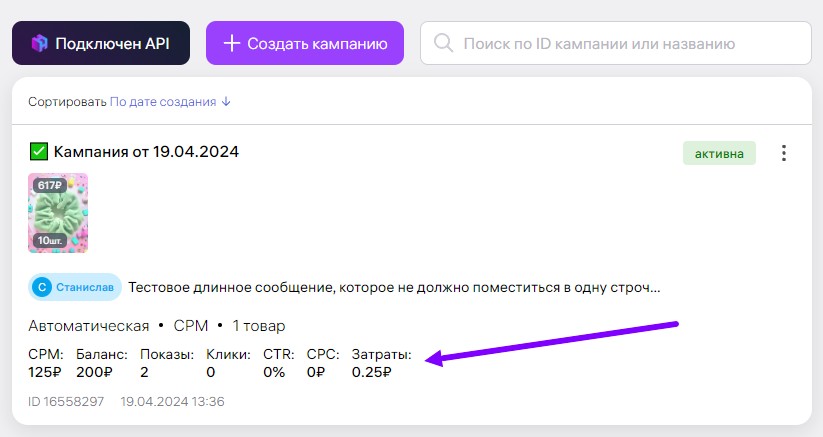 Подключен API
Создать кампанию
Поиск по ID кампании или названию
Сортировать По дате создания ↓
Кампания от 19.04.2024
активна
617₽
10шт.
С Станислав Тестовое длинное сообщение, которое не должно поместиться в одну строч...
Автоматическая • CPM • 1 товар
CPM: Баланс: Показы: Клики: CTR: CPC: Затраты:
125₽ 200₽ 2 0 0% 0₽ 0.25₽
ID 16558297 19.04.2024 13:36